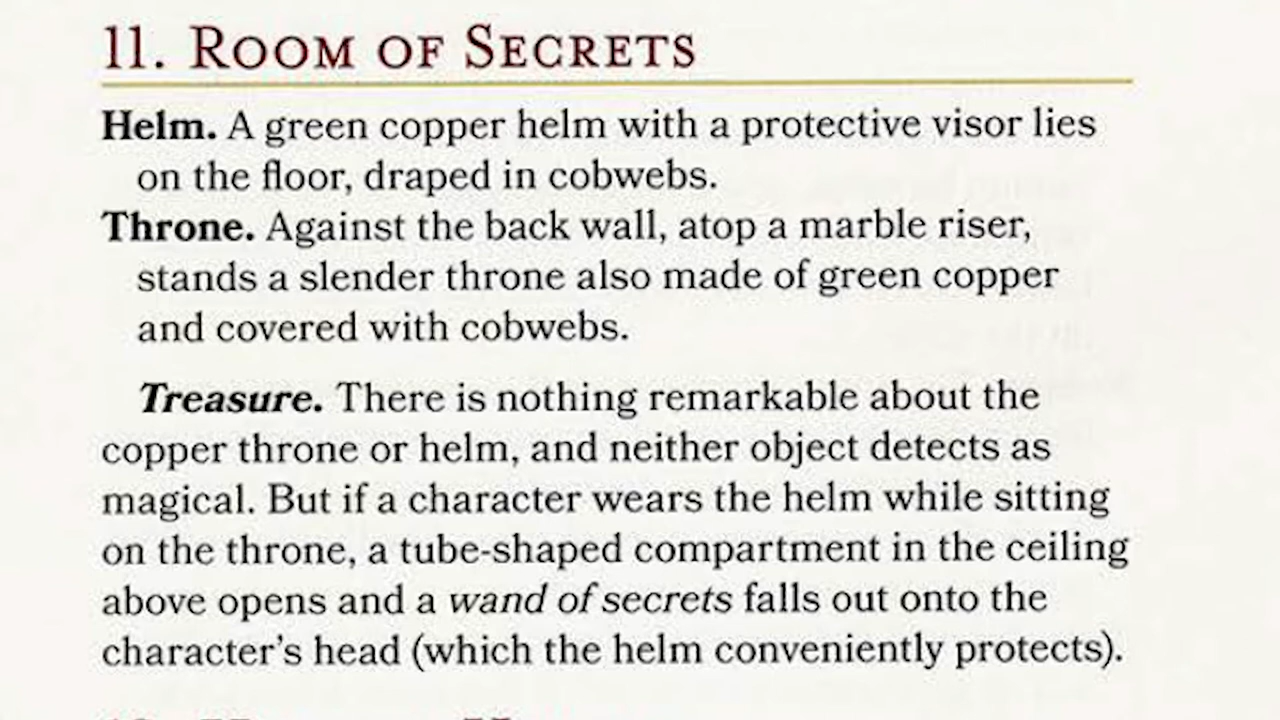 11. ROOM OF SECRETS
Helm. A green copper helm with a protective visor lies
on the floor, draped in cobwebs.
Throne. Against the back wall, atop a marble riser,
stands a slender throne also made of green copper
and covered with cobwebs.
Treasure. There is nothing remarkable about the
copper throne or helm, and neither object detects as
magical. But if a character wears the helm while sitting
on the throne, a tube-shaped compartment in the ceiling
above opens and a wand of secrets falls out onto the
character's head (which the helm conveniently protects).